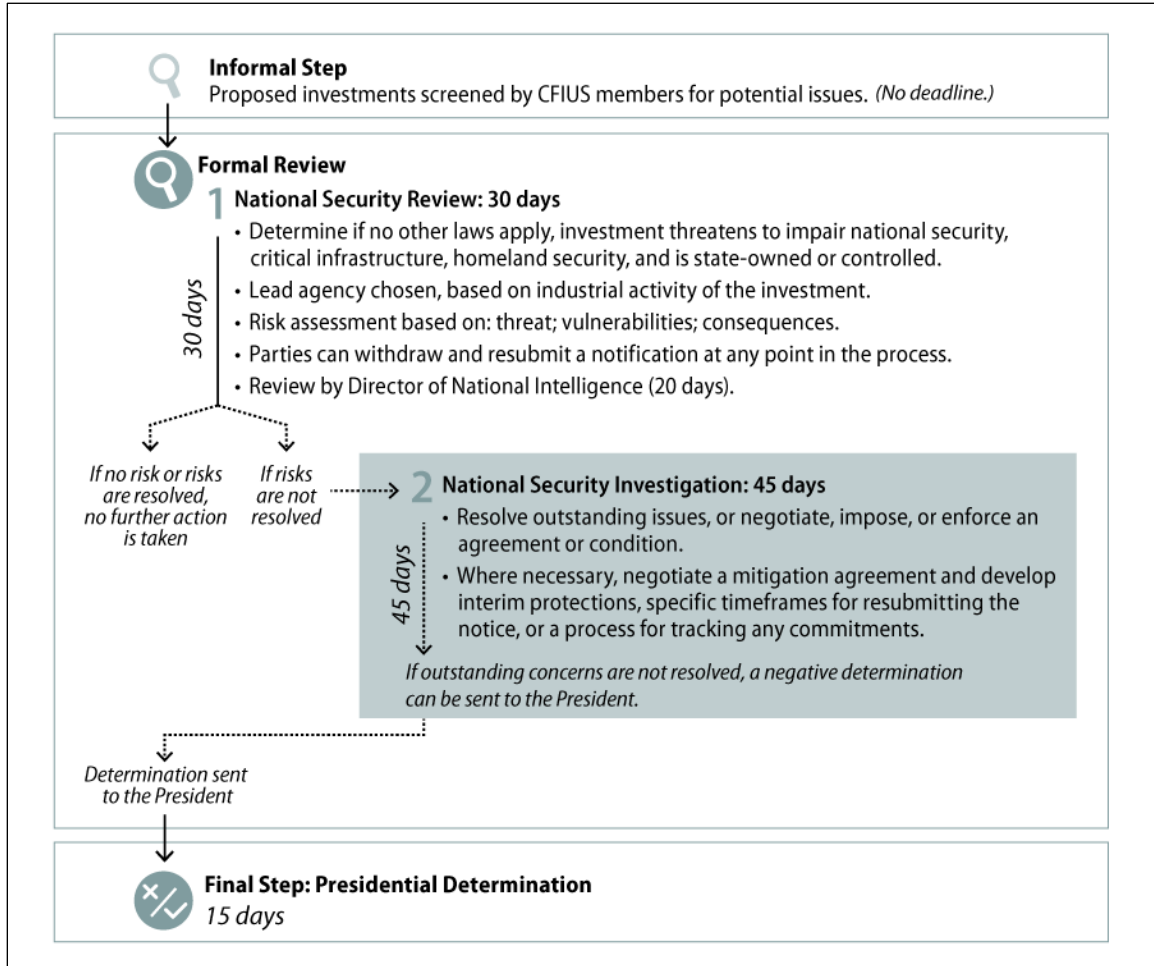 Informal Step
Proposed investments screened by CFIUS members for potential issues. (No deadline.)
Formal Review
1 National Security Review: 30 days
• Determine if no other laws apply, investment threatens to impair national security,
critical infrastructure, homeland security, and is state-owned or controlled.
• Lead agency chosen, based on industrial activity of the investment.
• Risk assessment based on: threat; vulnerabilities; consequences.
• Parties can withdraw and resubmit a notification at any point in the process.
• Review by Director of National Intelligence (20 days).
30 days
If no risk or risks
are resolved,
no further action
is taken
If risks
are not
resolved
2 National Security Investigation: 45 days
• Resolve outstanding issues, or negotiate, impose, or enforce an
agreement or condition.
• Where necessary, negotiate a mitigation agreement and develop
interim protections, specific timeframes for resubmitting the
notice, or a process for tracking any commitments.
45 days
If outstanding concerns are not resolved, a negative determination
can be sent to the President.
Determination sent
to the President
Final Step: Presidential Determination
15 days